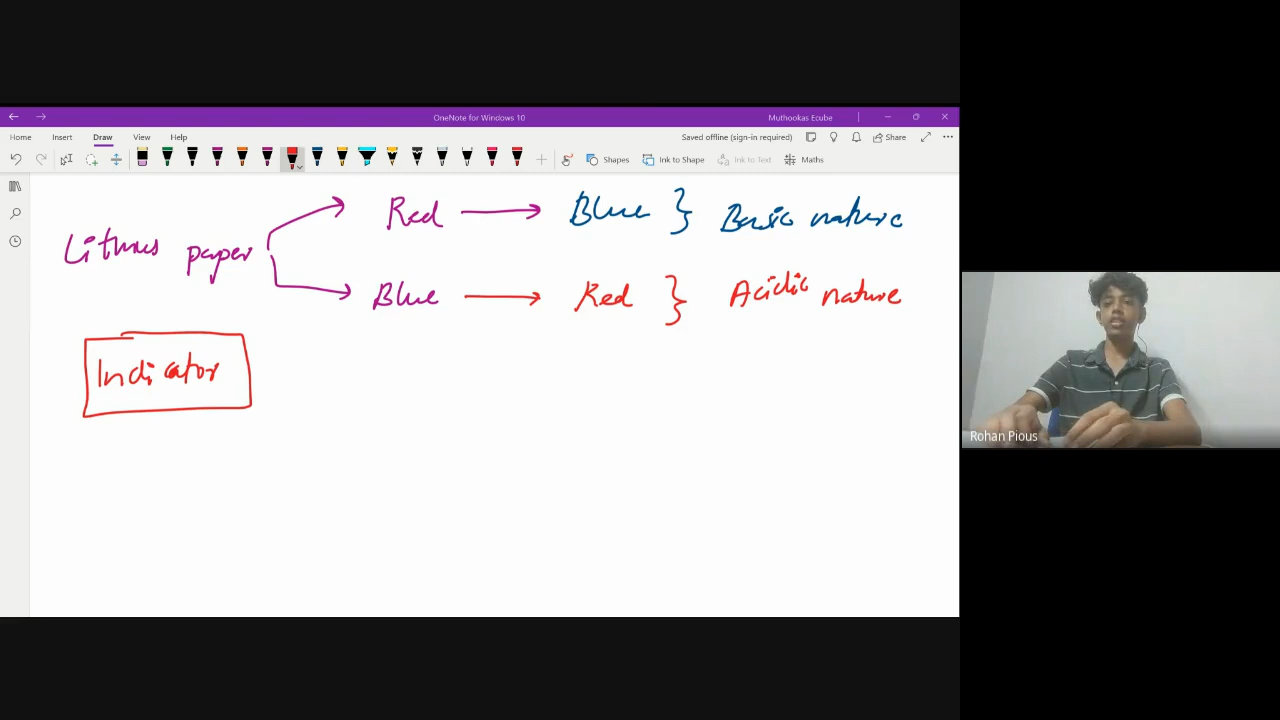 OneNote for Windows 10
Muthookas Ecube
Home Insert Draw View Help
Saved offline (sign-in required)
Share
Shapes
Ink to Shape
Ink to Text
Maths
Red → Blue } Basic nature
Litmus paper
Blue → Red } Acidic nature
Indicator
Rohan Pious